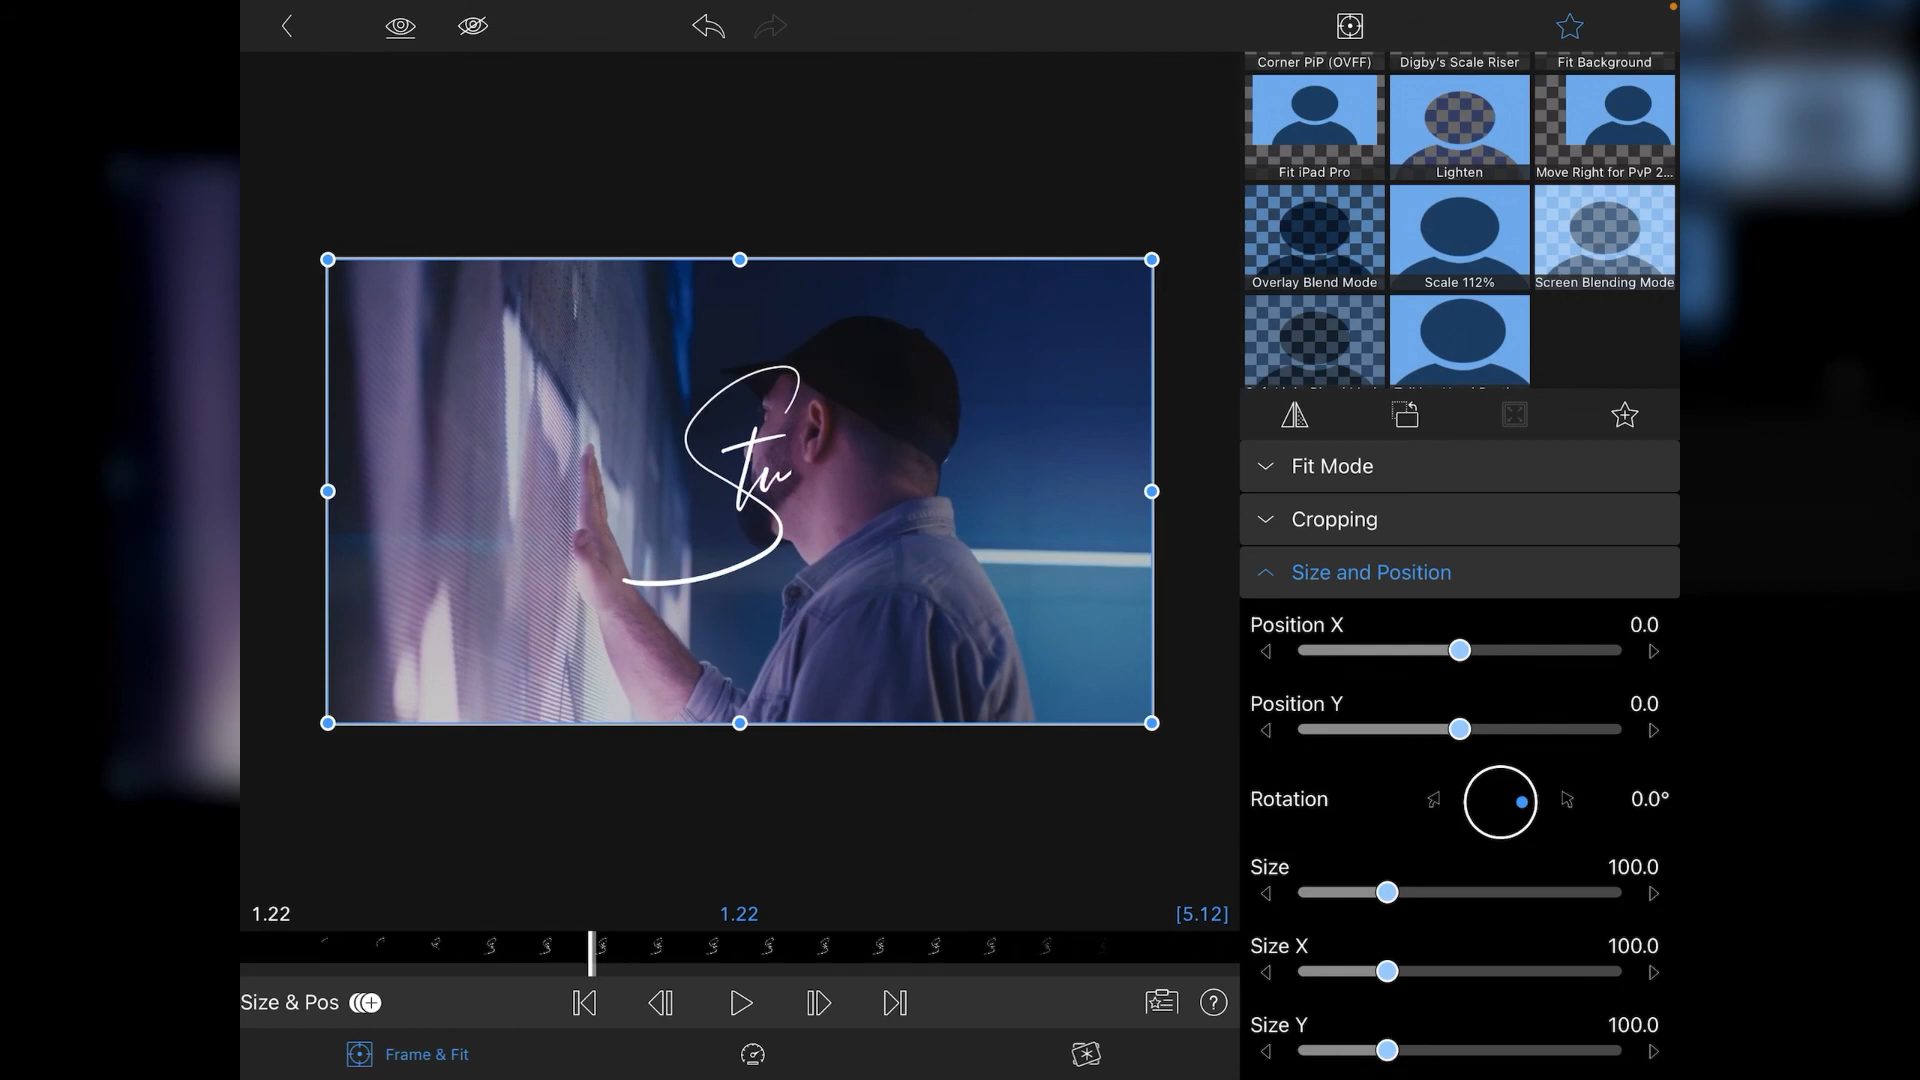 Corner PiP (OVFF)
Digby's Scale Riser
Fit Background
Fit iPad Pro
Lighten
Move Right for PvP 2...
Overlay Blend Mode
Scale 112%
Screen Blending Mode
Fit Mode
Cropping
Size and Position
Position X 0.0
Position Y 0.0
Rotation 0.0°
Size 100.0
Size X 100.0
Size Y 100.0
Stu
1.22
1.22
[5.12]
Size & Pos
?
Frame & Fit